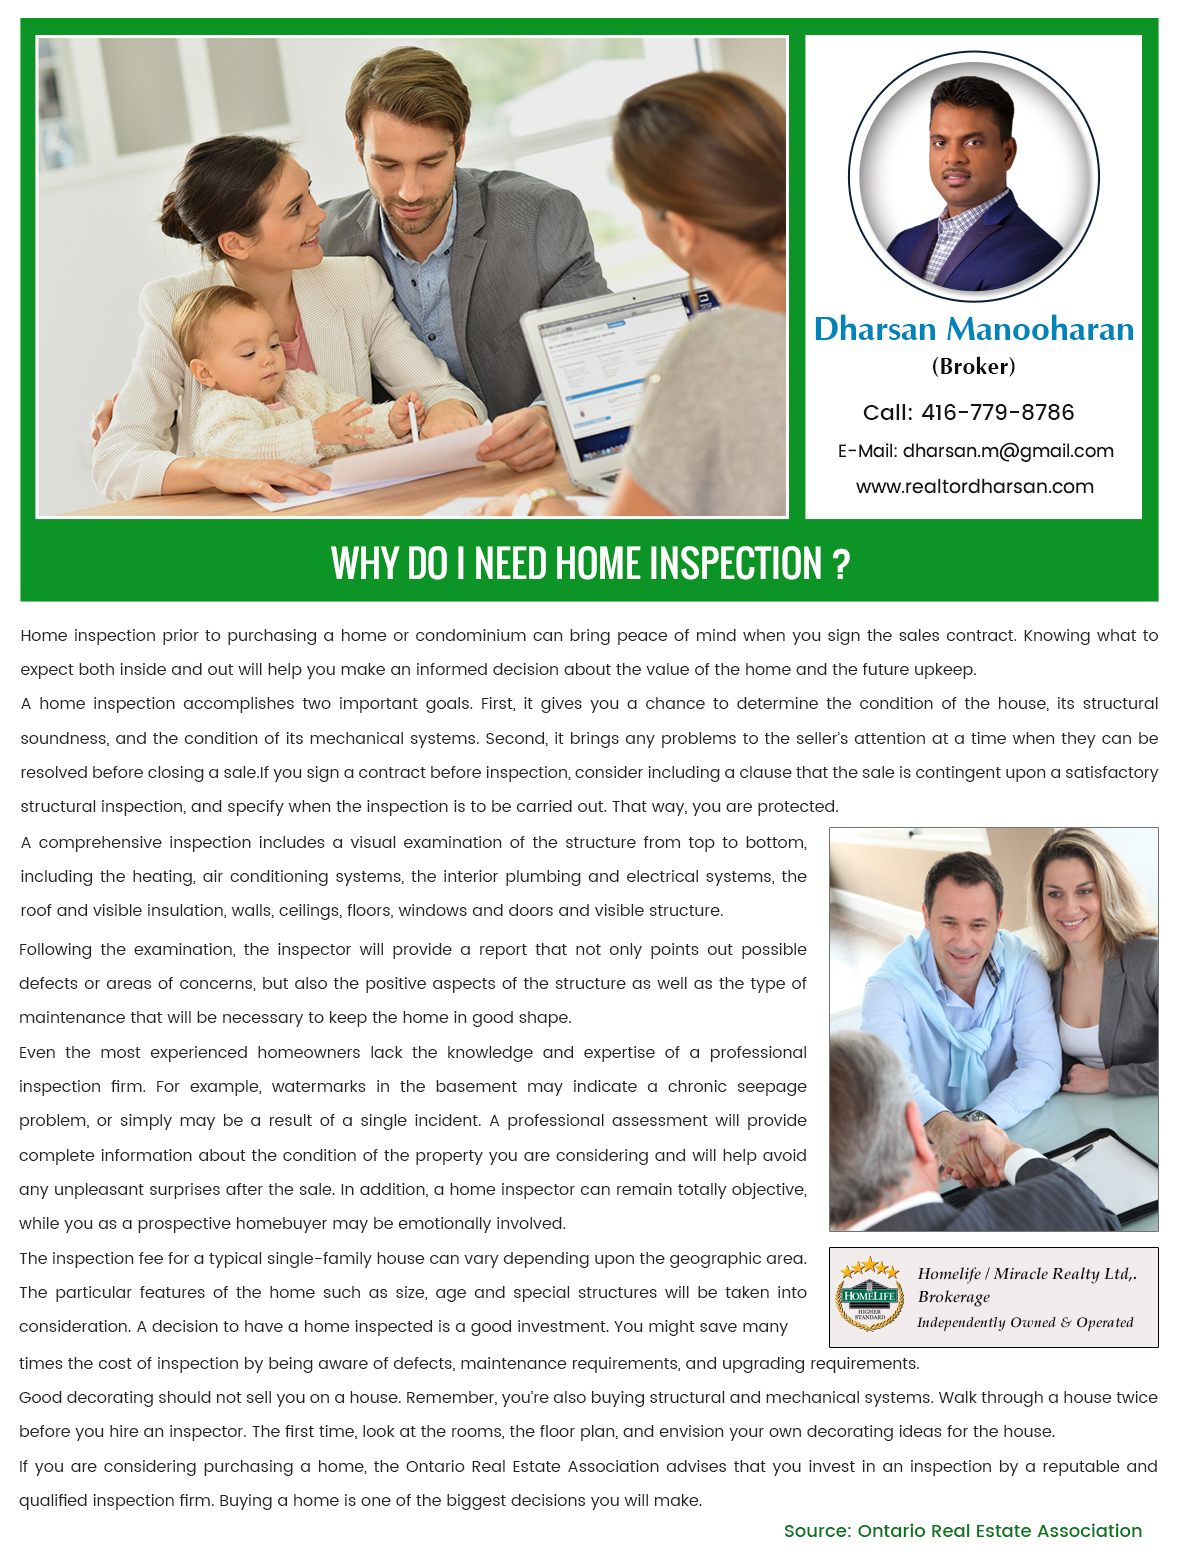 Dharsan Manooharan
(Broker)
Call: 416-779-8786
E-Mail: dharsan.m@gmail.com
www.realtordharsan.com
WHY DO I NEED HOME INSPECTION ?
Home inspection prior to purchasing a home or condominium can bring peace of mind when you sign the sales contract. Knowing what to
expect both inside and out will help you make an informed decision about the value of the home and the future upkeep.
A home inspection accomplishes two important goals. First, it gives you a chance to determine the condition of the house, its structural
soundness, and the condition of its mechanical systems. Second, it brings any problems to the seller's attention at a time when they can be
resolved before closing a sale.If you sign a contract before inspection, consider including a clause that the sale is contingent upon a satisfactory
structural inspection, and specify when the inspection is to be carried out. That way, you are protected.
A comprehensive inspection includes a visual examination of the structure from top to bottom,
including the heating, air conditioning systems, the interior plumbing and electrical systems, the
roof and visible insulation, walls, ceilings, floors, windows and doors and visible structure.
Following the examination, the inspector will provide a report that not only points out possible
defects or areas of concerns, but also the positive aspects of the structure as well as the type of
maintenance that will be necessary to keep the home in good shape.
Even the most experienced homeowners lack the knowledge and expertise of a professional
inspection firm. For example, watermarks in the basement may indicate a chronic seepage
problem, or simply may be a result of a single incident. A professional assessment will provide
complete information about the condition of the property you are considering and will help avoid
any unpleasant surprises after the sale. In addition, a home inspector can remain totally objective,
while you as a prospective homebuyer may be emotionally involved.
The inspection fee for a typical single-family house can vary depending upon the geographic area.
The particular features of the home such as size, age and special structures will be taken into
consideration. A decision to have a home inspected is a good investment. You might save many
times the cost of inspection by being aware of defects, maintenance requirements, and upgrading requirements.
Good decorating should not sell you on a house. Remember, you're also buying structural and mechanical systems. Walk through a house twice
before you hire an inspector. The first time, look at the rooms, the floor plan, and envision your own decorating ideas for the house.
If you are considering purchasing a home, the Ontario Real Estate Association advises that you invest in an inspection by a reputable and
qualified inspection firm. Buying a home is one of the biggest decisions you will make.
HOMELIFE
HIGHER
STANDARD
Homelife / Miracle Realty Ltd,.
Brokerage
Independently Owned & Operated
Source: Ontario Real Estate Association